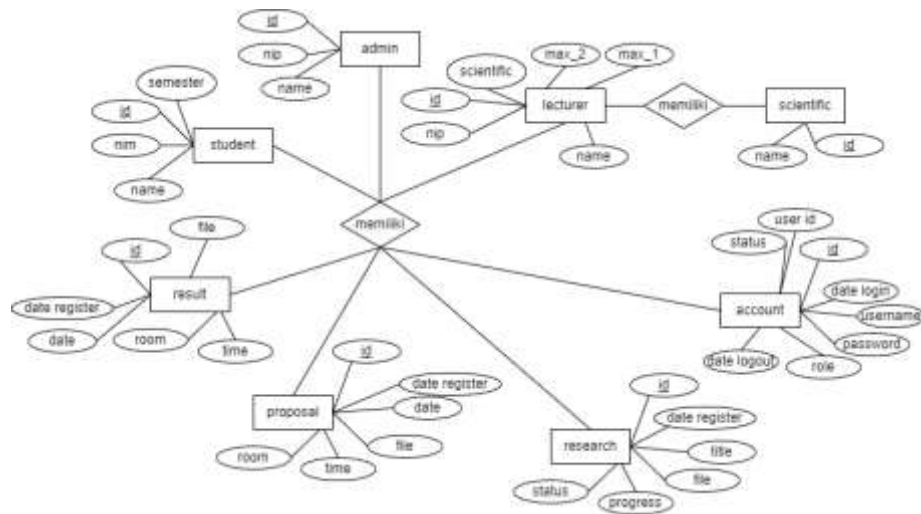 id
nip
name
admin
semester
id
nim
name
student
scientific
max_2
max_1
id
nip
lecturer
name
memiliki
scientific
name
id
memiliki
file
id
date register
date
result
room
time
user id
status
id
date login
username
password
account
date logout
role
id
date register
date
proposal
file
room
time
id
date register
title
research
file
status
progress